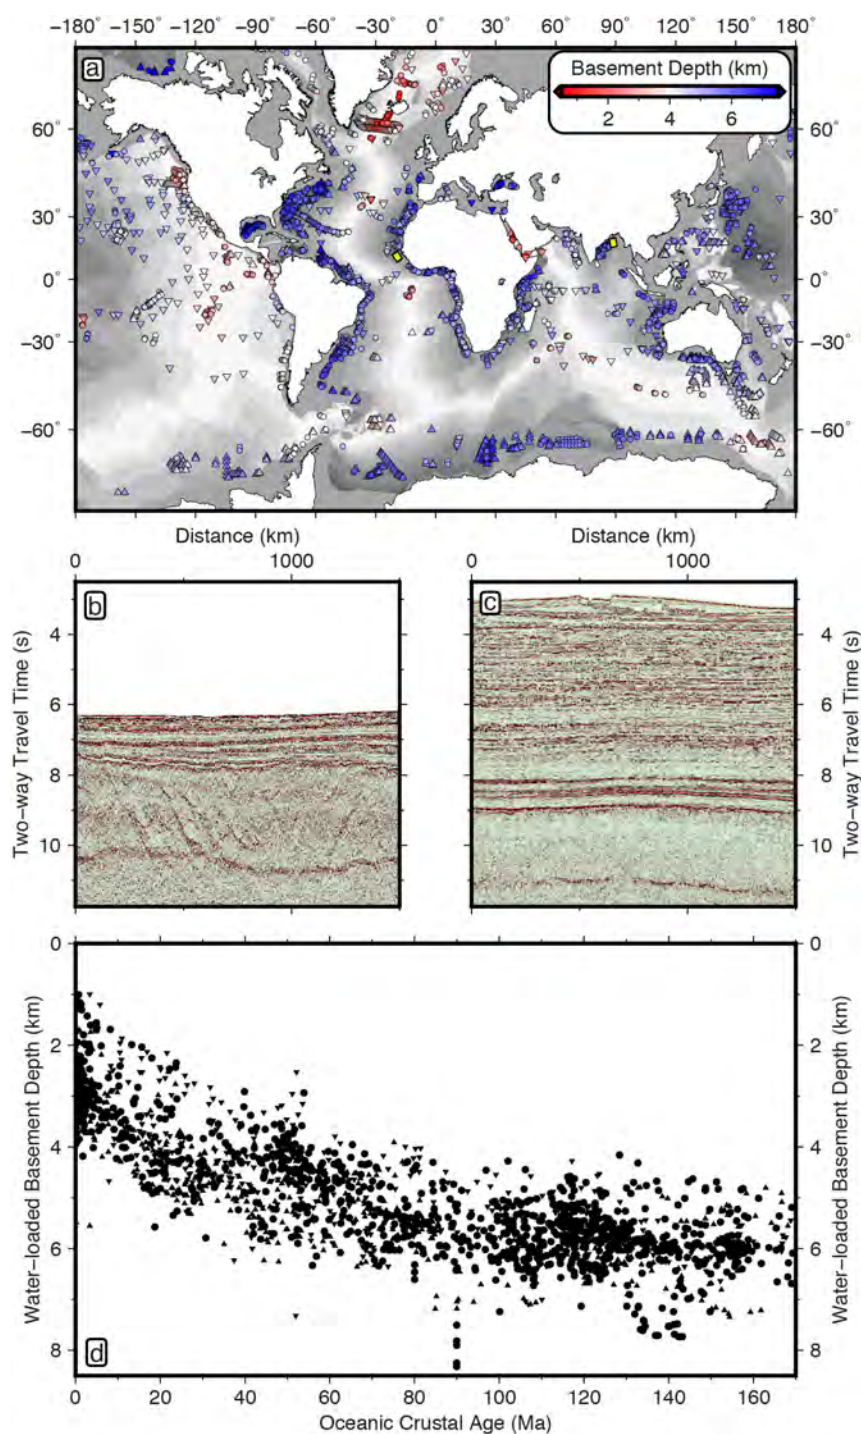 −180° −150° −120° −90° −60° −30° 0° 30° 60° 90° 120° 150° 180°
a
Basement Depth (km)
2 4 6
60° 60°
30° 30°
0° 0°
−30° −30°
−60° −60°
Distance (km) Distance (km)
0 1000 0 1000
b c
Two−way Travel Time (s) Two−way Travel Time (s)
4 4
6 6
8 8
10 10
0 0
2 2
4 4
6 6
8 8
Water−loaded Basement Depth (km) Water−loaded Basement Depth (km)
d
0 20 40 60 80 100 120 140 160
Oceanic Crustal Age (Ma)